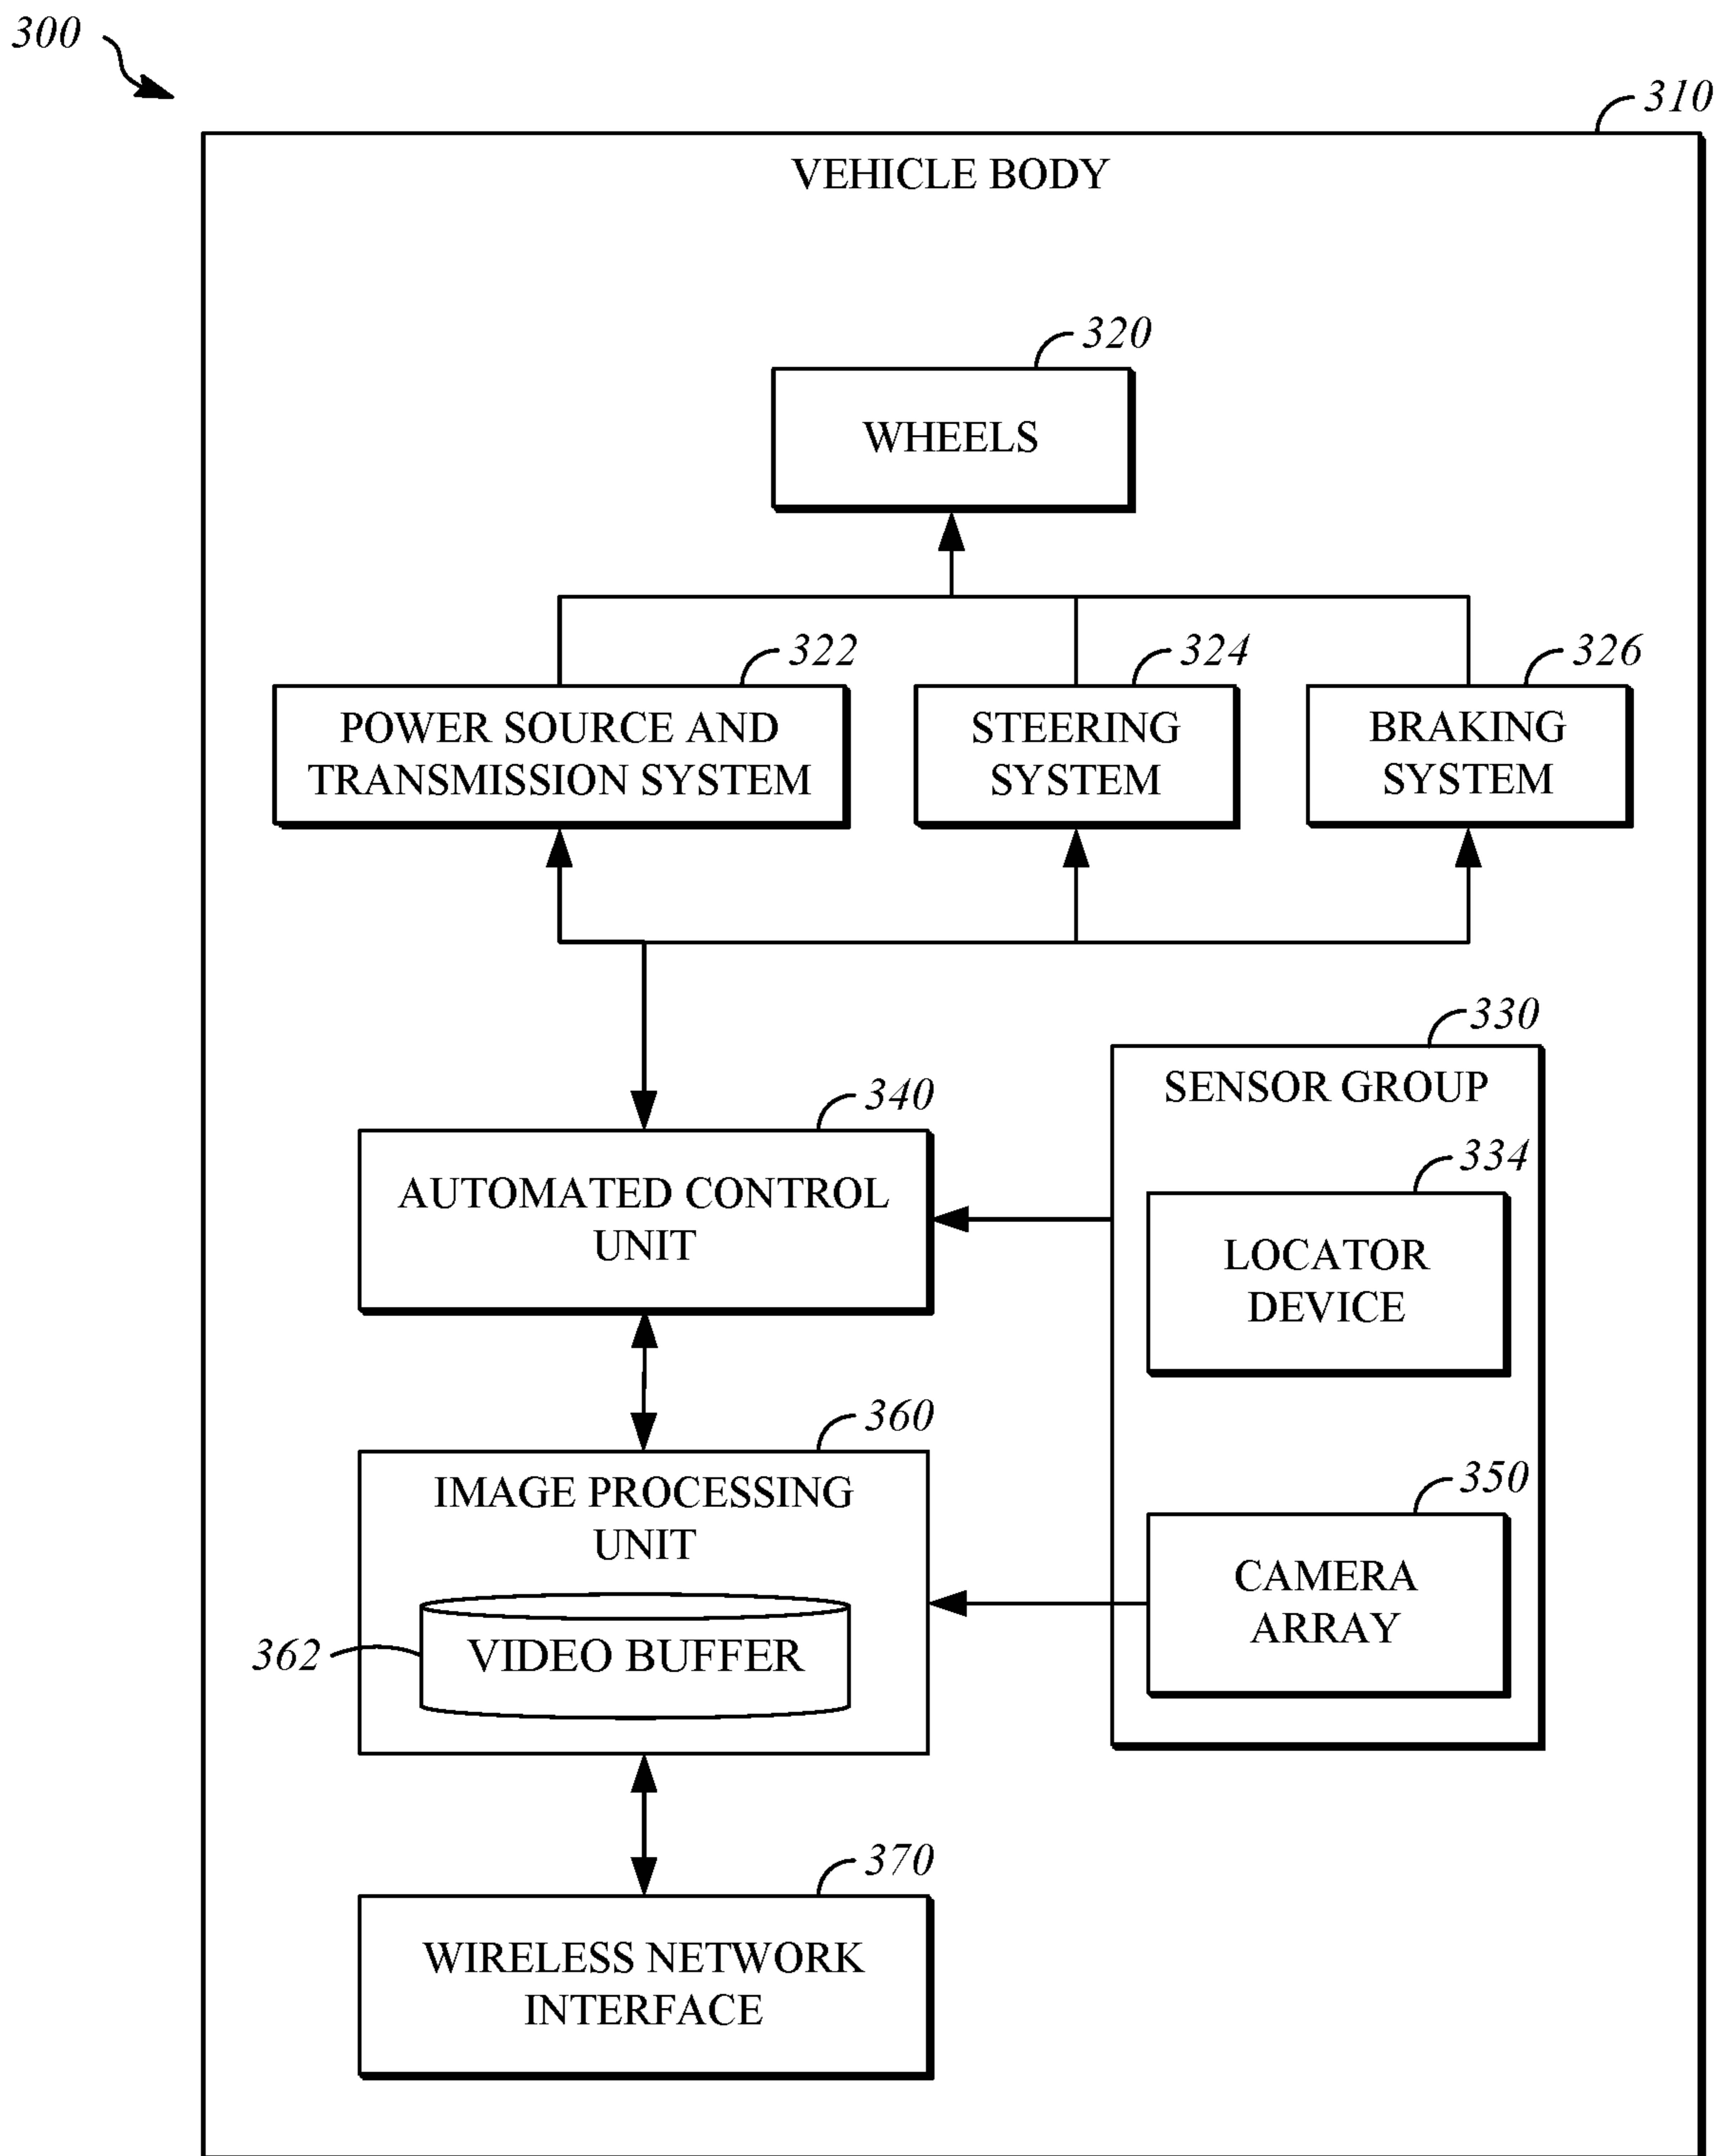 300
310
VEHICLE BODY
320
WHEELS
322
POWER SOURCE AND
TRANSMISSION SYSTEM
324
STEERING
SYSTEM
326
BRAKING
SYSTEM
330
SENSOR GROUP
334
LOCATOR
DEVICE
340
AUTOMATED CONTROL
UNIT
350
CAMERA
ARRAY
360
IMAGE PROCESSING
UNIT
362
VIDEO BUFFER
370
WIRELESS NETWORK
INTERFACE